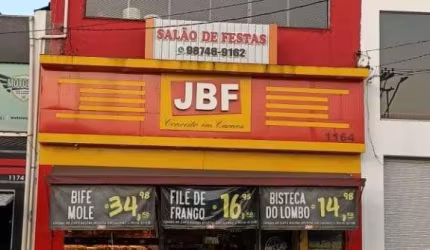 SALÃO DE FESTAS
98748-9162
JBF
Conceito em Carnes
1164
1174
BIFE MOLE 34,98
FILÉ DE FRANGO 16,98
BISTECA DO LOMBO 14,98